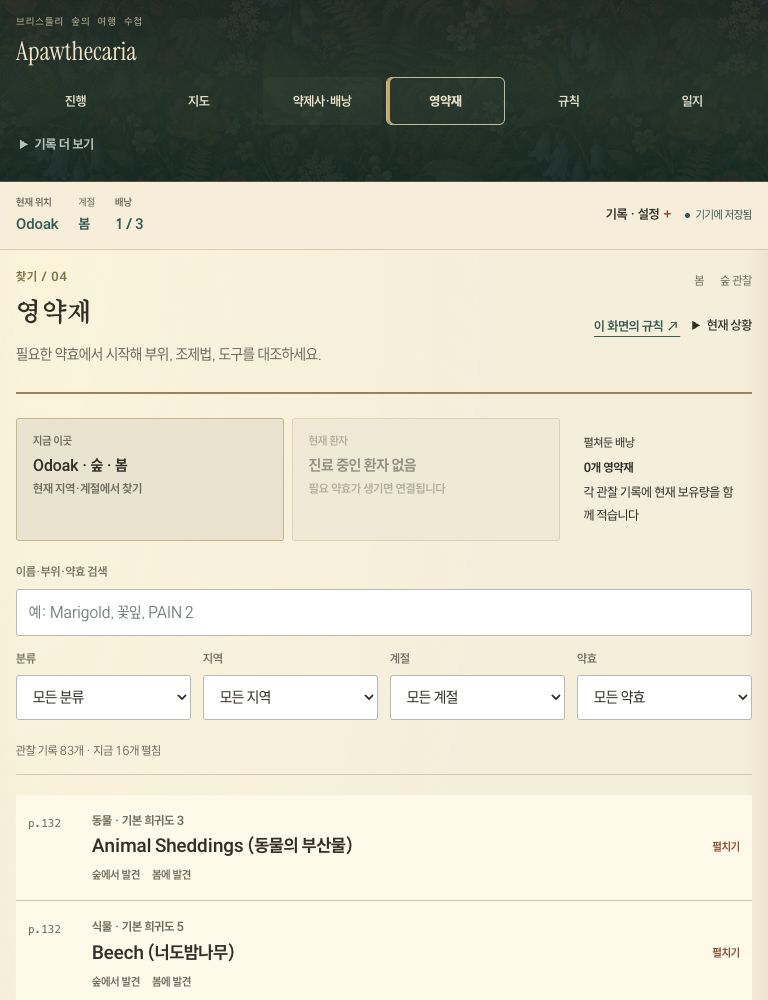 브리스틀리 숲의 여행 수첩
Apawthecaria
진행 지도 약제사·배낭 영약재 규칙 일지
▶ 기록 더 보기
현재 위치 계절 배낭
Odoak 봄 1 / 3
기록 · 설정 + ● 기기에 저장됨
찾기 / 04
봄 숲 관찰
영약재
이 화면의 규칙 ↗ ▶ 현재 상황
필요한 약효에서 시작해 부위, 조제법, 도구를 대조하세요.
지금 이곳
Odoak · 숲 · 봄
현재 지역·계절에서 찾기
현재 환자
진료 중인 환자 없음
필요 약효가 생기면 연결됩니다
펼쳐둔 배낭
0개 영약재
각 관찰 기록에 현재 보유량을 함
께 적습니다
이름·부위·약효 검색
예: Marigold, 꽃잎, PAIN 2
분류 지역 계절 약효
모든 분류 모든 지역 모든 계절 모든 약효
관찰 기록 83개 · 지금 16개 펼침
p.132
동물 · 기본 희귀도 3
Animal Sheddings (동물의 부산물)
숲에서 발견 봄에 발견
펼치기
p.132
식물 · 기본 희귀도 5
Beech (너도밤나무)
숲에서 발견 봄에 발견
펼치기